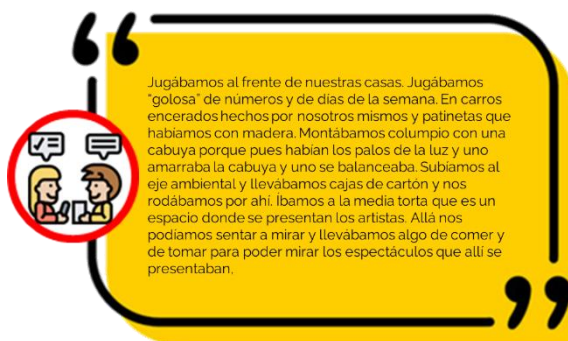 Jugábamos al frente de nuestras casas. Jugábamos
"golosa" de números y de días de la semana. En carros
encerados hechos por nosotros mismos y patinetas que
habíamos con madera. Montábamos columpio con una
cabuya porque pues habían los palos de la luz y uno
amarraba la cabuya y uno se balanceaba. Subíamos al
eje ambiental y llevábamos cajas de cartón y nos
rodábamos por ahí. Íbamos a la media torta que es un
espacio donde se presentan los artistas. Allá nos
podíamos sentar a mirar y llevábamos algo de comer y
de tomar para poder mirar los espectáculos que allí se
presentaban,